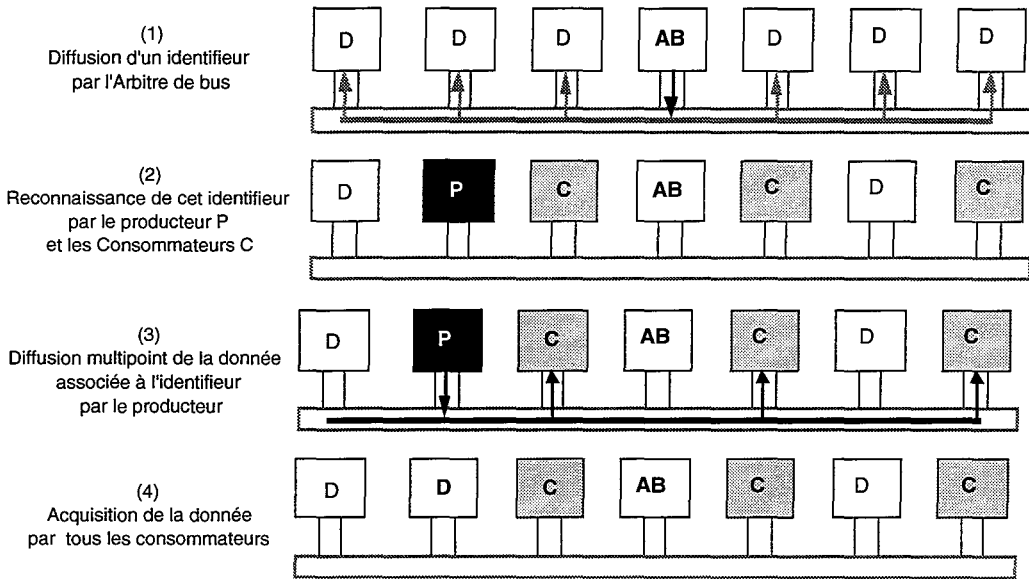 (1)
Diffusion d'un identifieur
par l'Arbitre de bus
D D D AB D D D
(2)
Reconnaissance de cet identifieur
par le producteur P
et les Consommateurs C
D P C AB C D C
(3)
Diffusion multipoint de la donnée
associée à l'identifieur
par le producteur
D P C AB C D C
(4)
Acquisition de la donnée
par tous les consommateurs
D D C AB C D C